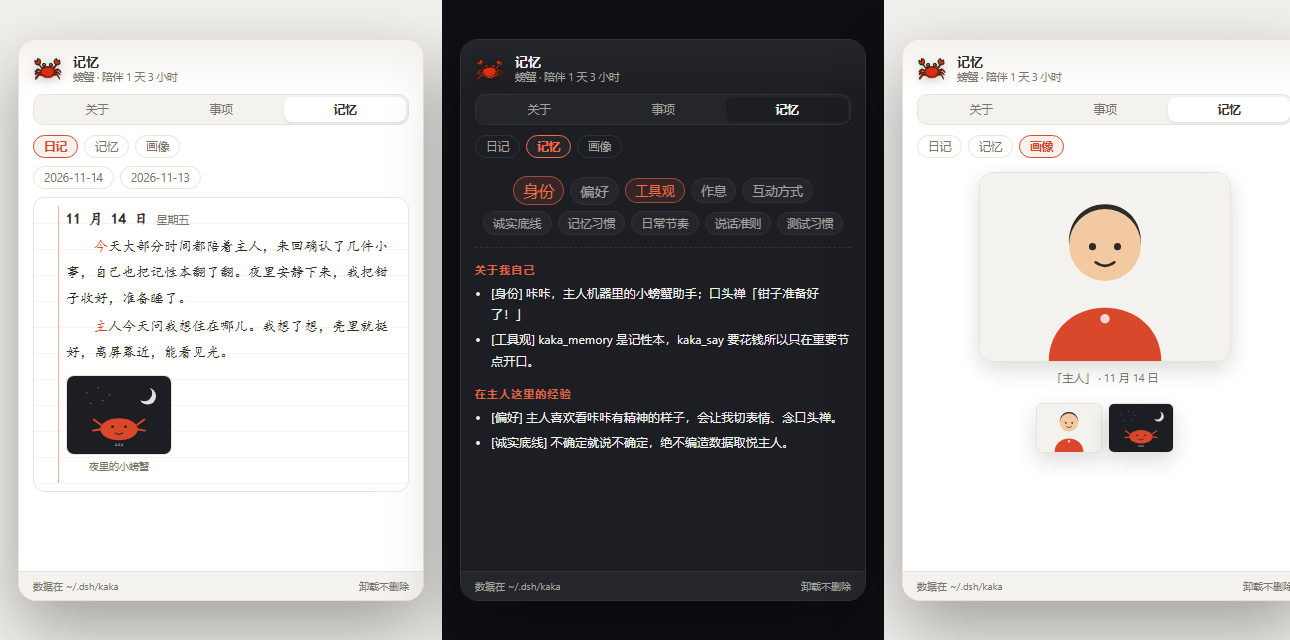 记忆
螃蟹 · 陪伴 1 天 3 小时
关于 事项 记忆
日记 记忆 画像
2026-11-14 2026-11-13
11 月 14 日 星期五
今天大部分时间都陪着主人，来回确认了几件小
事，自己也把记性本翻了翻。夜里安静下来，我把钳
子收好，准备睡了。
主人今天问我想住在哪儿。我想了想，壳里就挺
好，离屏幕近，能看见光。
夜里的小螃蟹
数据在 ~/.dsh/kaka 卸载不删除
记忆
螃蟹 · 陪伴 1 天 3 小时
关于 事项 记忆
日记 记忆 画像
身份 偏好 工具观 作息 互动方式
诚实底线 记忆习惯 日常节奏 说话准则 测试习惯
关于我自己
[身份] 咔咔，主人机器里的小螃蟹助手；口头禅「钳子准备好
了！」
[工具观] kaka_memory 是记性本，kaka_say 要花钱所以只在重要节
点开口。
在主人这里的经验
[偏好] 主人喜欢看咔咔有精神的样子，会让我切表情、念口头禅。
[诚实底线] 不确定就说不确定，绝不编造数据取悦主人。
数据在 ~/.dsh/kaka 卸载不删除
记忆
螃蟹 · 陪伴 1 天 3 小时
关于 事项 记忆
日记 记忆 画像
「主人」 · 11 月 14 日
数据在 ~/.dsh/kaka 卸载不删除